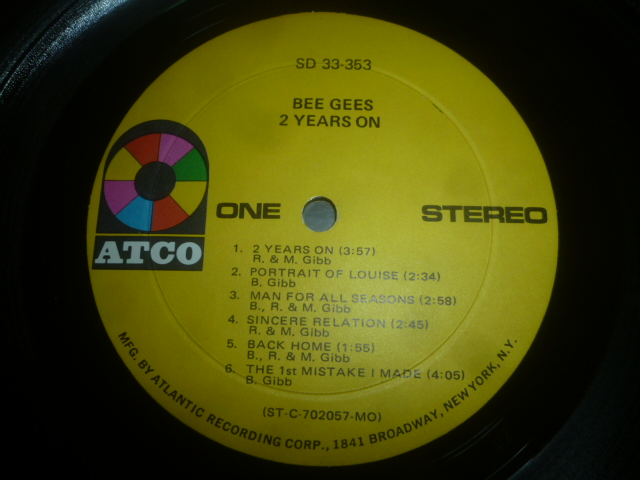 SD 33-353
BEE GEES
2 YEARS ON
ATCO
ONE
STEREO
1. 2 YEARS ON (3:57)
R. & M. Gibb
2. PORTRAIT OF LOUISE (2:34)
B. Gibb
3. MAN FOR ALL SEASONS (2:58)
B., R. & M. Gibb
4. SINCERE RELATION (2:45)
R. & M. Gibb
5. BACK HOME (1:55)
B., R. & M. Gibb
6. THE 1st MISTAKE I MADE (4:05)
B. Gibb
(ST-C-702057-MO)
MFG. BY ATLANTIC RECORDING CORP., 1841 BROADWAY, NEW YORK, N.Y.